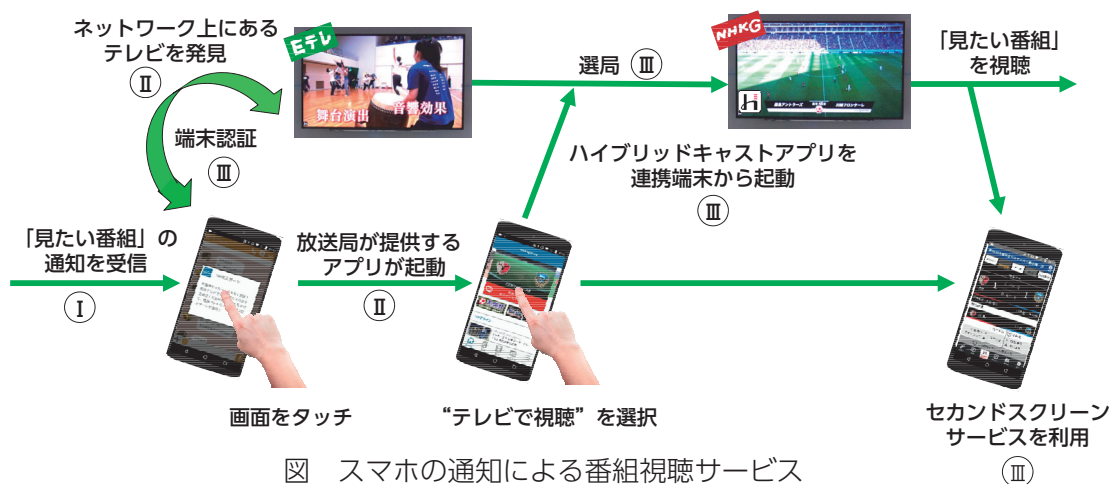 ネットワーク上にある
テレビを発見
Ⅱ
Eテレ
舞台演出
音響効果
選局 Ⅲ
NHKG
「見たい番組」
を視聴
端末認証
Ⅲ
ハイブリッドキャストアプリを
連携端末から起動
Ⅲ
「見たい番組」の
通知を受信
Ⅰ
放送局が提供する
アプリが起動
Ⅱ
画面をタッチ
“テレビで視聴”を選択
セカンドスクリーン
サービスを利用
Ⅲ
図　スマホの通知による番組視聴サービス